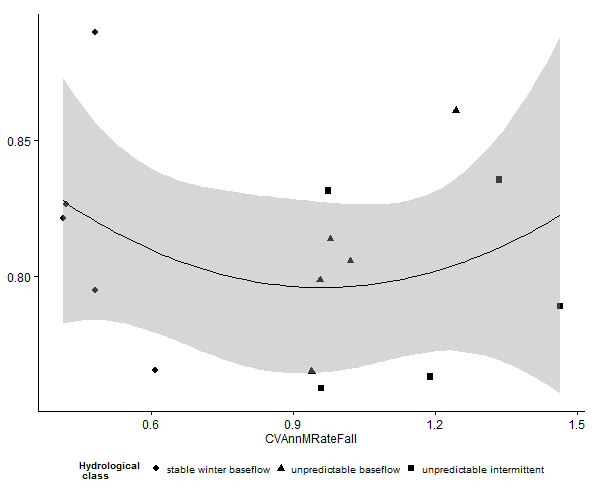 0.85
0.80
0.6 0.9 1.2 1.5
CVAnnMRateFall
Hydrological
class
stable winter baseflow unpredictable baseflow unpredictable intermittent